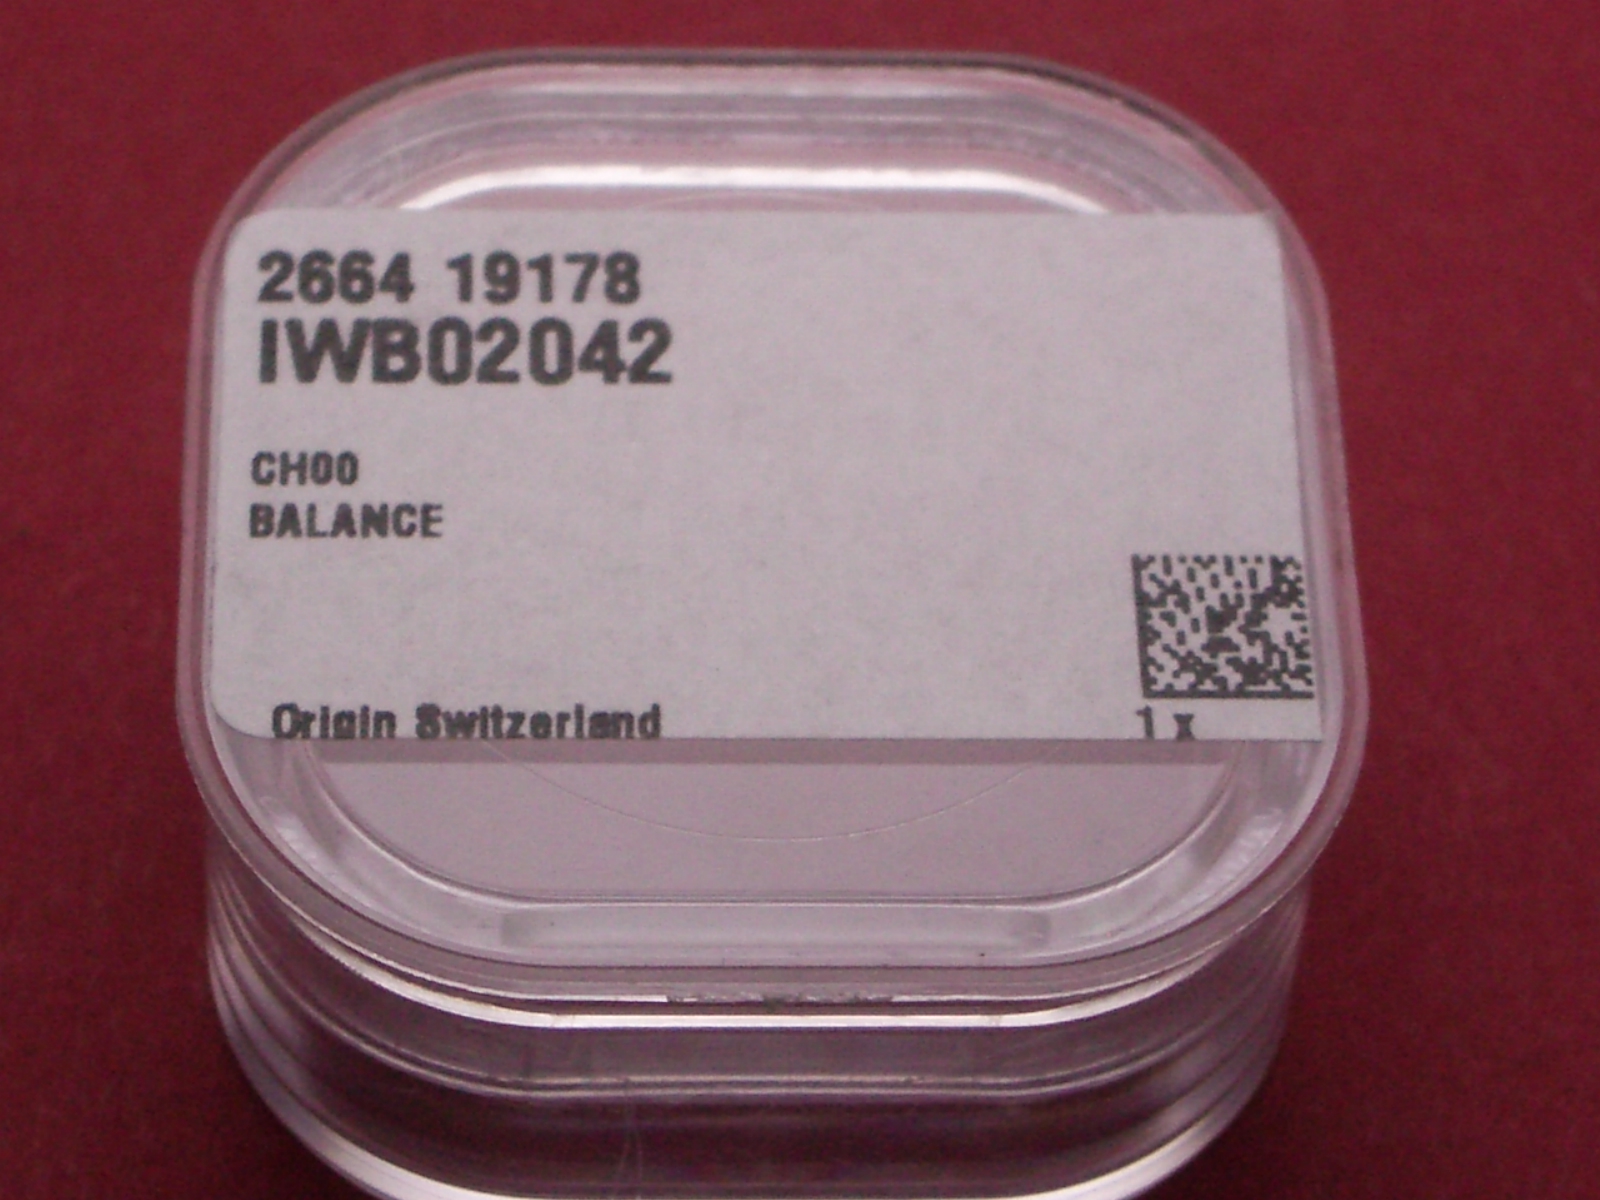 2664 19178
IWB02042
CH00
BALANCE
Origin Switzerland
1 x